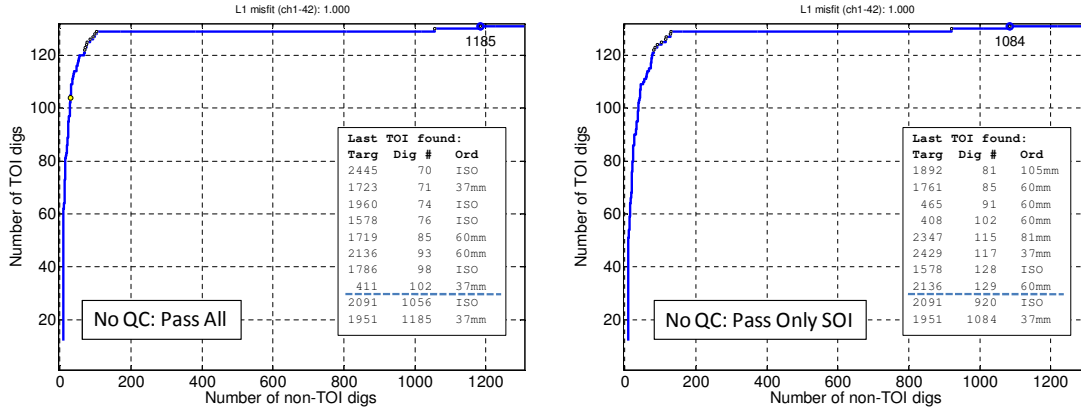 L1 misfit (ch1-42): 1.000
120
100
80
60
40
20
0
200
400
600
800
1000
1200
Number of TOI digs
Number of non-TOI digs
1185
Last TOI found:
Targ Dig # Ord
2445 70 ISO
1723 71 37mm
1960 74 ISO
1578 76 ISO
1719 85 60mm
2136 93 60mm
1786 98 ISO
411 102 37mm
2091 1056 ISO
1951 1185 37mm
No QC: Pass All
L1 misfit (ch1-42): 1.000
120
100
80
60
40
20
0
200
400
600
800
1000
1200
Number of TOI digs
Number of non-TOI digs
1084
Last TOI found:
Targ Dig # Ord
1892 81 105mm
1761 85 60mm
465 91 60mm
408 102 60mm
2347 115 81mm
2429 117 37mm
1578 128 ISO
2136 129 60mm
2091 920 ISO
1951 1084 37mm
No QC: Pass Only SOI